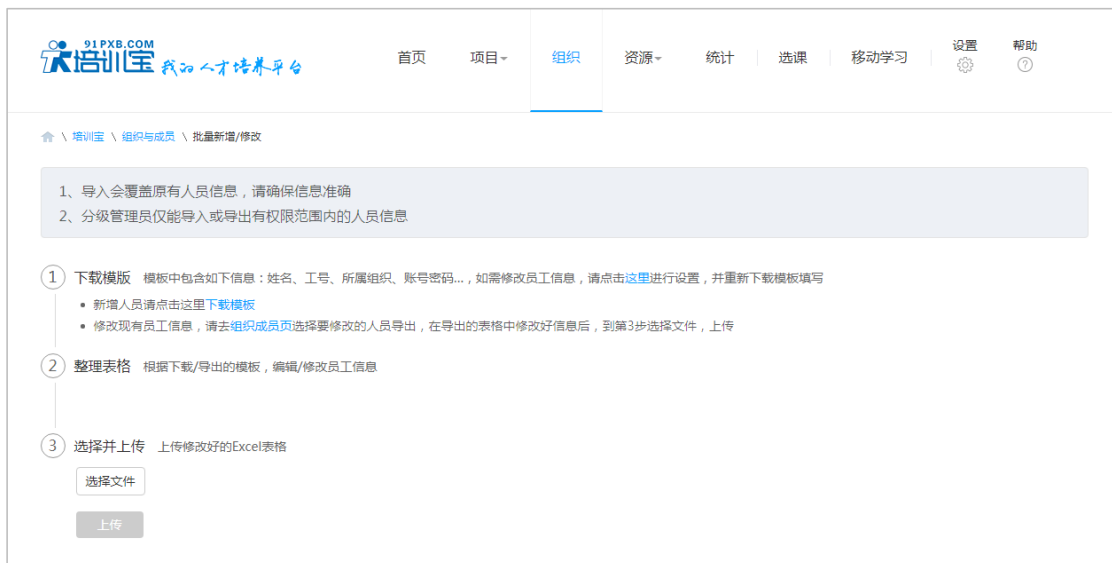 91PXB.COM
培训宝 我的人才培养平台
首页 项目 组织 资源 统计 选课 移动学习 设置 帮助
\ 培训宝 \ 组织与成员 \ 批量新增/修改
1、导入会覆盖原有人员信息，请确保信息准确
2、分级管理员仅能导入或导出有权限范围内的人员信息
1 下载模版 模板中包含如下信息：姓名、工号、所属组织、账号密码...，如需修改员工信息，请点击这里进行设置，并重新下载模板填写
• 新增人员请点击这里下载模板
• 修改现有员工信息，请去组织成员页选择要修改的人员导出，在导出的表格中修改好信息后，到第3步选择文件，上传
2 整理表格 根据下载/导出的模板，编辑/修改员工信息
3 选择并上传 上传修改好的Excel表格
选择文件
上传